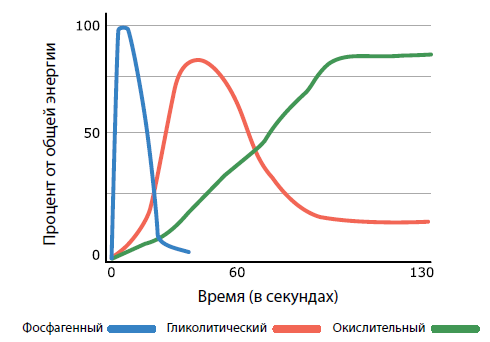 Процент от общей энергии
100
50
0
0 60 130
Время (в секундах)
Фосфагенный Гликолитический Окислительный